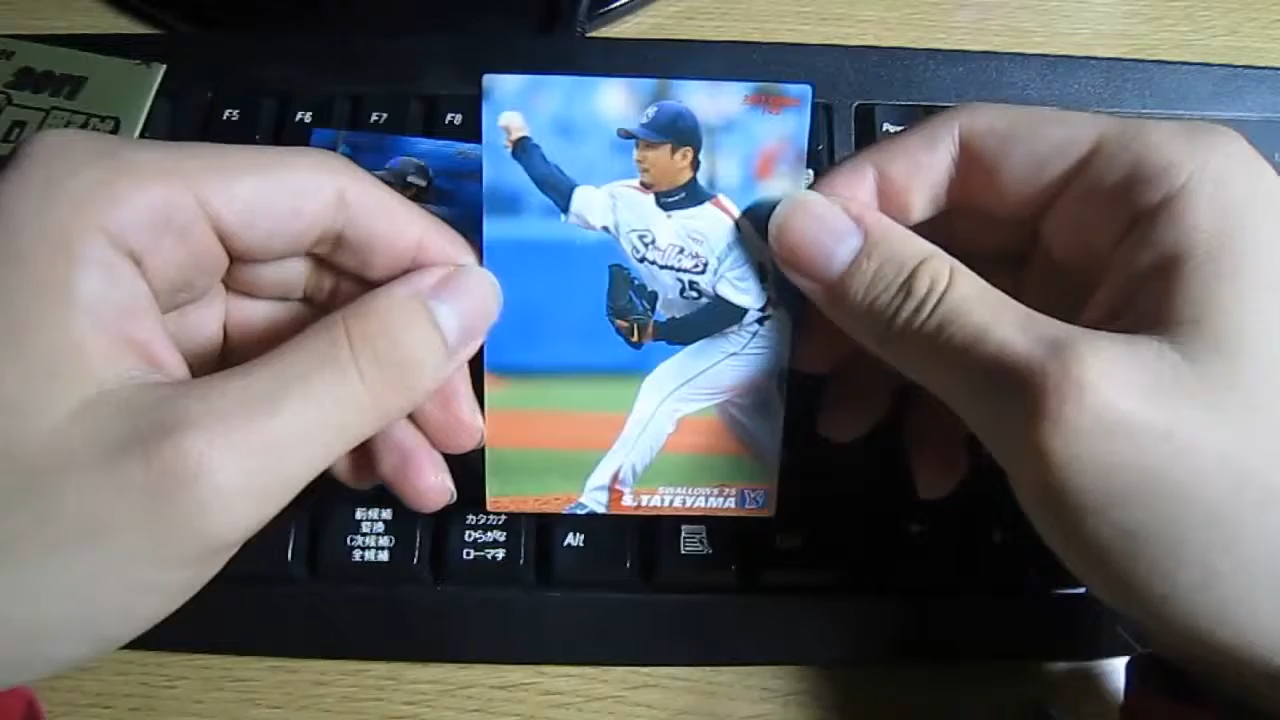 2011
F5
F6
F7
F8
Swallows
25
SWALLOWS 25
S.TATEYAMA
前候補
変換
(次候補)
全候補
カタカナ
ひらがな
ローマ字
Alt